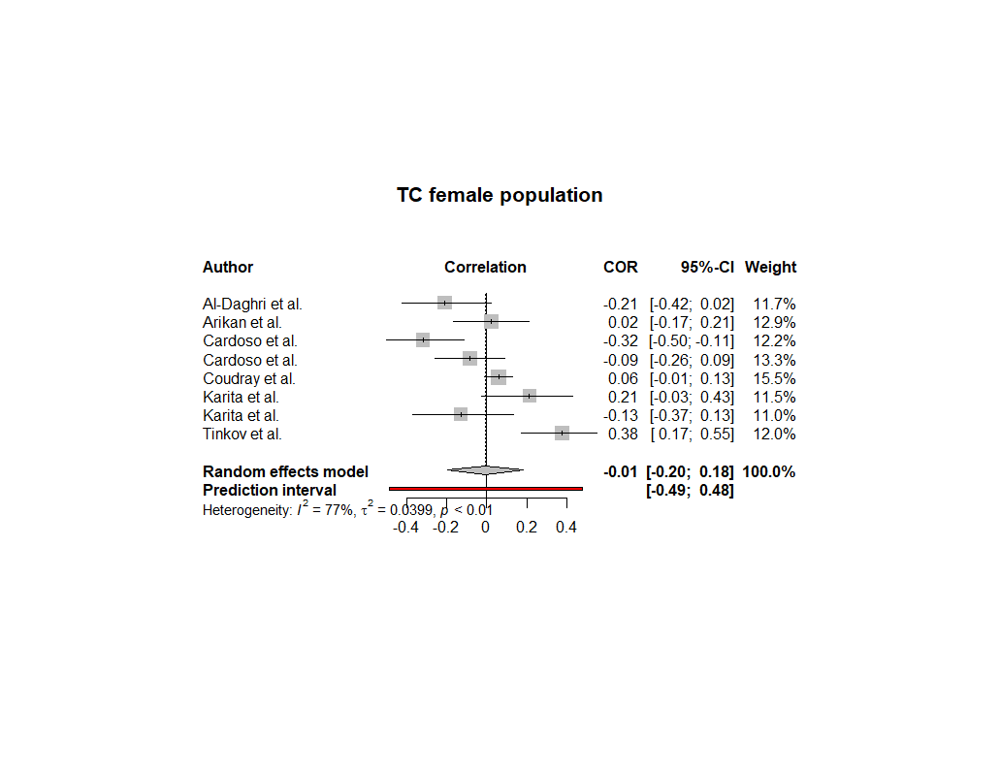 TC female population
Author Correlation COR 95%-CI Weight
Al-Daghri et al. -0.21 [-0.42; 0.02] 11.7%
Arikan et al. 0.02 [-0.17; 0.21] 12.9%
Cardoso et al. -0.32 [-0.50; -0.11] 12.2%
Cardoso et al. -0.09 [-0.26; 0.09] 13.3%
Coudray et al. 0.06 [-0.01; 0.13] 15.5%
Karita et al. 0.21 [-0.03; 0.43] 11.5%
Karita et al. -0.13 [-0.37; 0.13] 11.0%
Tinkov et al. 0.38 [ 0.17; 0.55] 12.0%
Random effects model -0.01 [-0.20; 0.18] 100.0%
Prediction interval [-0.49; 0.48]
Heterogeneity: I² = 77%, τ² = 0.0399, p < 0.01
-0.4 -0.2 0 0.2 0.4